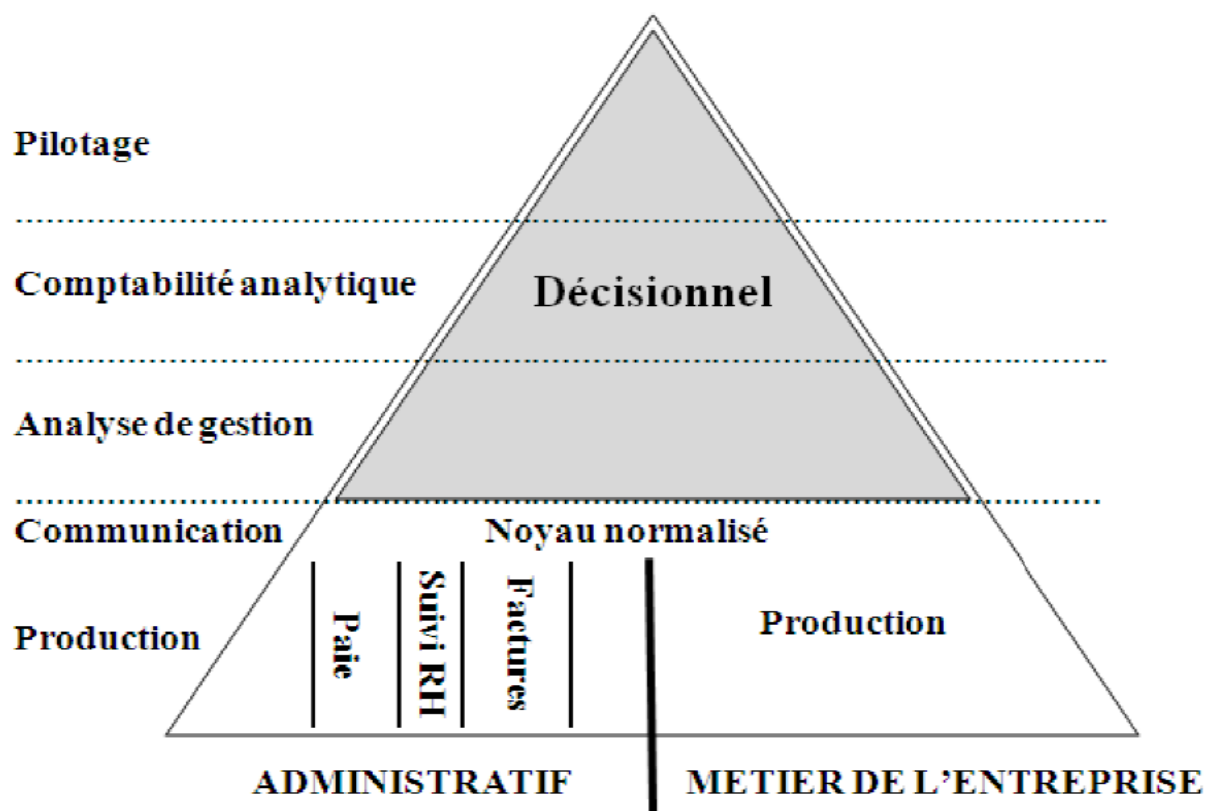 Pilotage
Comptabilité analytique
Décisionnel
Analyse de gestion
Communication
Noyau normalisé
Production
Paie
Suivi RH
Factures
Production
ADMINISTRATIF
METIER DE L’ENTREPRISE